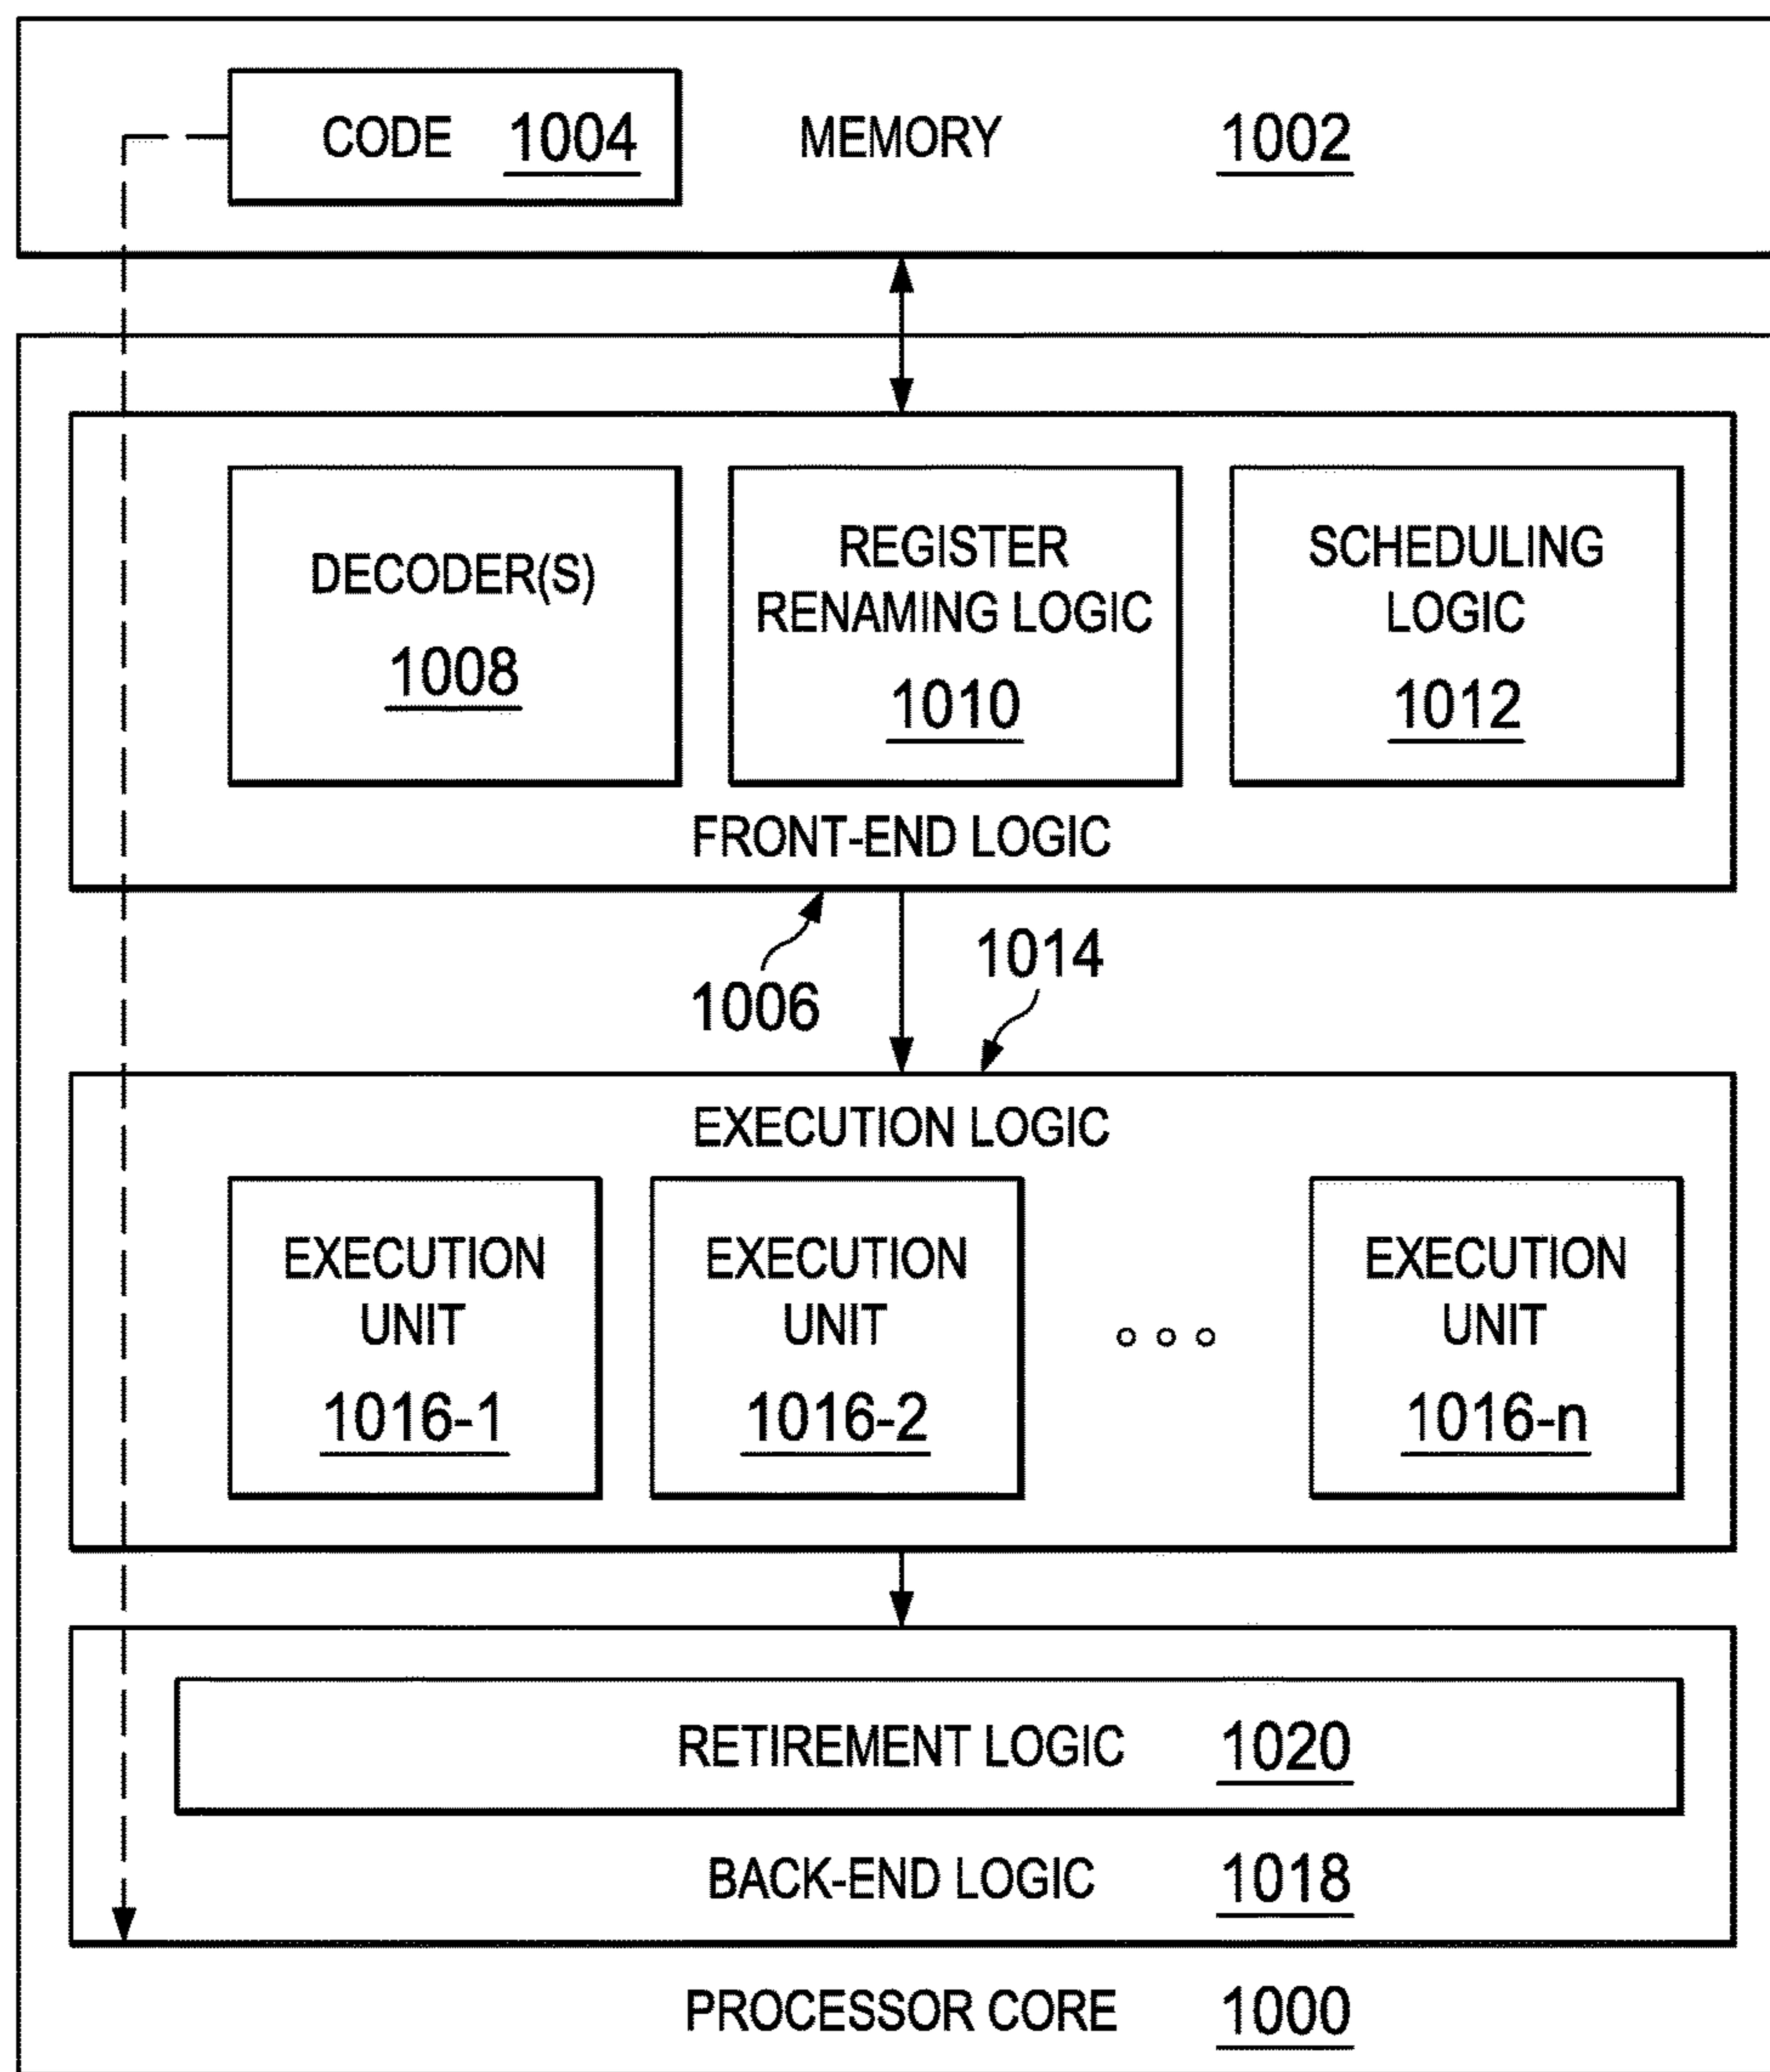 CODE 1004 MEMORY 1002
DECODER(S)
1008
REGISTER
RENAMING LOGIC
1010
SCHEDULING
LOGIC
1012
FRONT-END LOGIC
1006
1014
EXECUTION LOGIC
EXECUTION
UNIT
1016-1
EXECUTION
UNIT
1016-2
EXECUTION
UNIT
1016-n
RETIREMENT LOGIC 1020
BACK-END LOGIC 1018
PROCESSOR CORE 1000